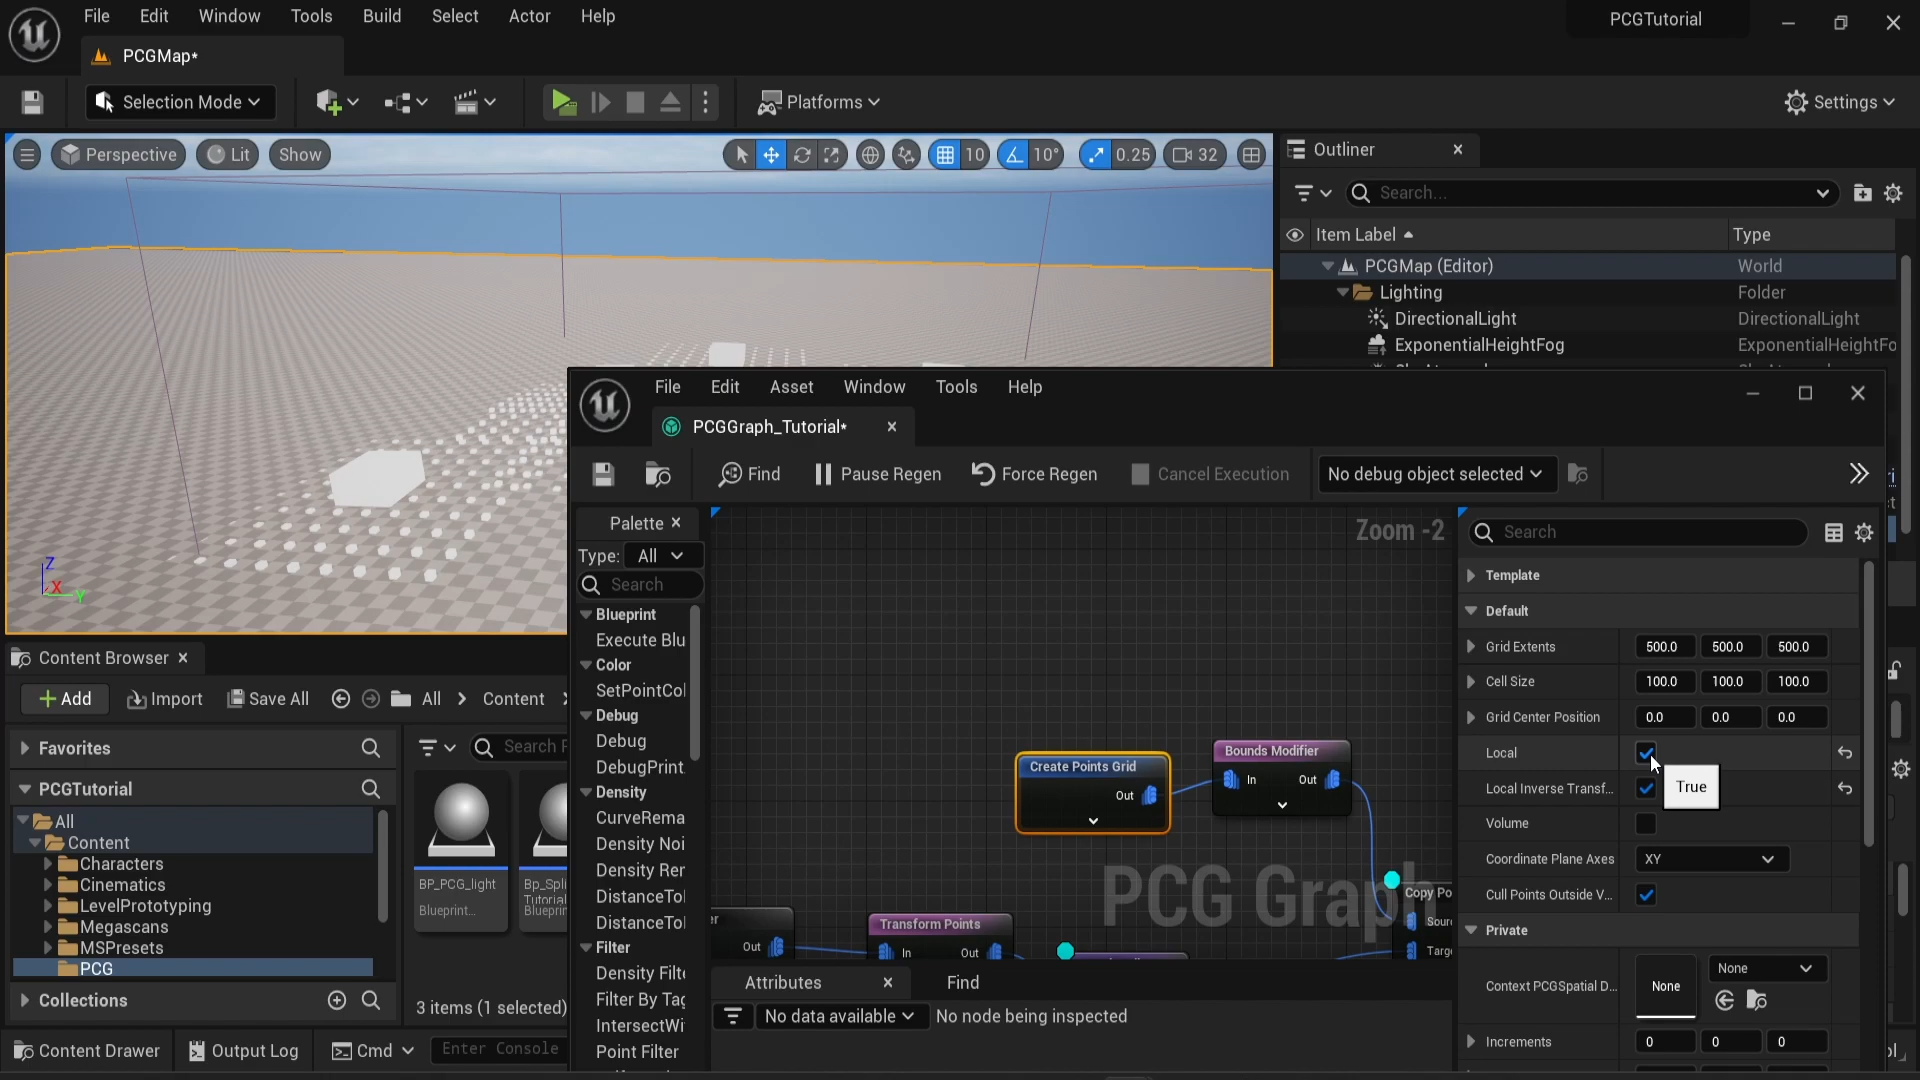 File Edit Window Tools Build Select Actor Help
PCGTutorial
PCGMap*
Selection Mode
Platforms
Settings
Perspective Lit Show
10 10° 0.25 32
Outliner
Search...
Item Label Type
PCGMap (Editor) World
Lighting Folder
DirectionalLight DirectionalLight
ExponentialHeightFog ExponentialHeightFo
Z
X
Y
File Edit Asset Window Tools Help
PCGGraph_Tutorial*
Find Pause Regen Force Regen Cancel Execution No debug object selected
Palette
Type: All
Search
Blueprint
Execute Blu
Color
SetPointCol
Debug
Debug
DebugPrint
Density
CurveRema
Density Noi
Density Rer
DistanceTo
DistanceTo
Filter
Density Filte
Filter By Tag
IntersectWi
Point Filter
Zoom -2
Create Points Grid
Out
Bounds Modifier
In Out
Transform Points
Out
In Out
Copy Po
Sour
Targ
PCG Graph
Attributes Find
No data available No node being inspected
Search
Template
Default
Grid Extents 500.0 500.0 500.0
Cell Size 100.0 100.0 100.0
Grid Center Position 0.0 0.0 0.0
Local
Local Inverse Transf...
True
Volume
Coordinate Plane Axes XY
Cull Points Outside V...
Private
Context PCGSpatial D... None None
Increments 0 0 0
Content Browser
Add Import Save All All Content
Favorites
Search F
PCGTutorial
All
Content
Characters
Cinematics
LevelPrototyping
Megascans
MSPresets
PCG
Collections
BP_PCG_light
Blueprint...
Bp_Spli
Tutorial
Blueprin
3 items (1 selected)
Content Drawer Output Log Cmd Enter Console